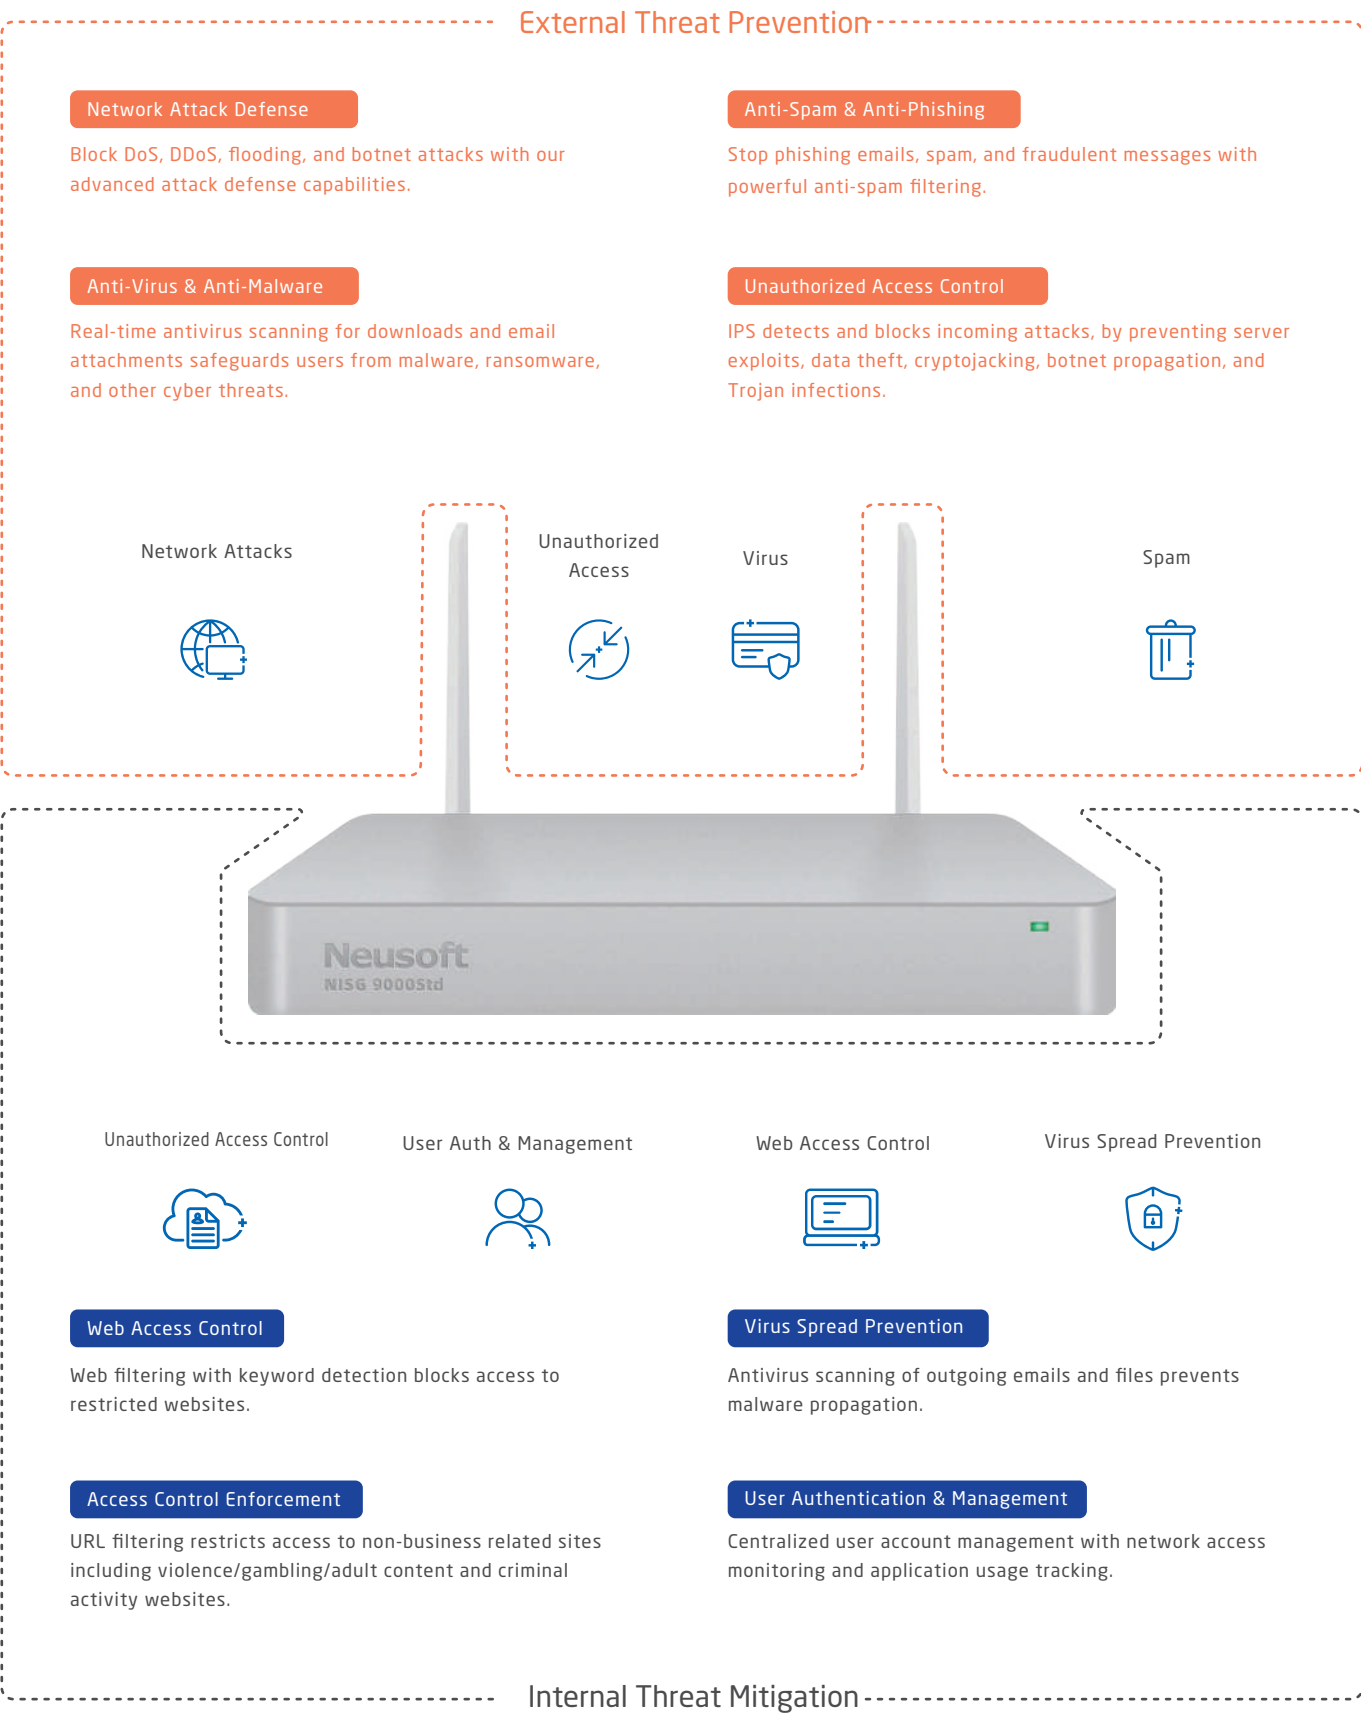 External Threat Prevention
Network Attack Defense
Block DoS, DDoS, flooding, and botnet attacks with our
advanced attack defense capabilities.
Anti-Spam & Anti-Phishing
Stop phishing emails, spam, and fraudulent messages with
powerful anti-spam filtering.
Anti-Virus & Anti-Malware
Real-time antivirus scanning for downloads and email
attachments safeguards users from malware, ransomware,
and other cyber threats.
Unauthorized Access Control
IPS detects and blocks incoming attacks, by preventing server
exploits, data theft, cryptojacking, botnet propagation, and
Trojan infections.
Network Attacks
Unauthorized
Access
Virus
Spam
Neusoft
NISG 9000Std
Unauthorized Access Control
User Auth & Management
Web Access Control
Virus Spread Prevention
Web Access Control
Web filtering with keyword detection blocks access to
restricted websites.
Virus Spread Prevention
Antivirus scanning of outgoing emails and files prevents
malware propagation.
Access Control Enforcement
URL filtering restricts access to non-business related sites
including violence/gambling/adult content and criminal
activity websites.
User Authentication & Management
Centralized user account management with network access
monitoring and application usage tracking.
Internal Threat Mitigation